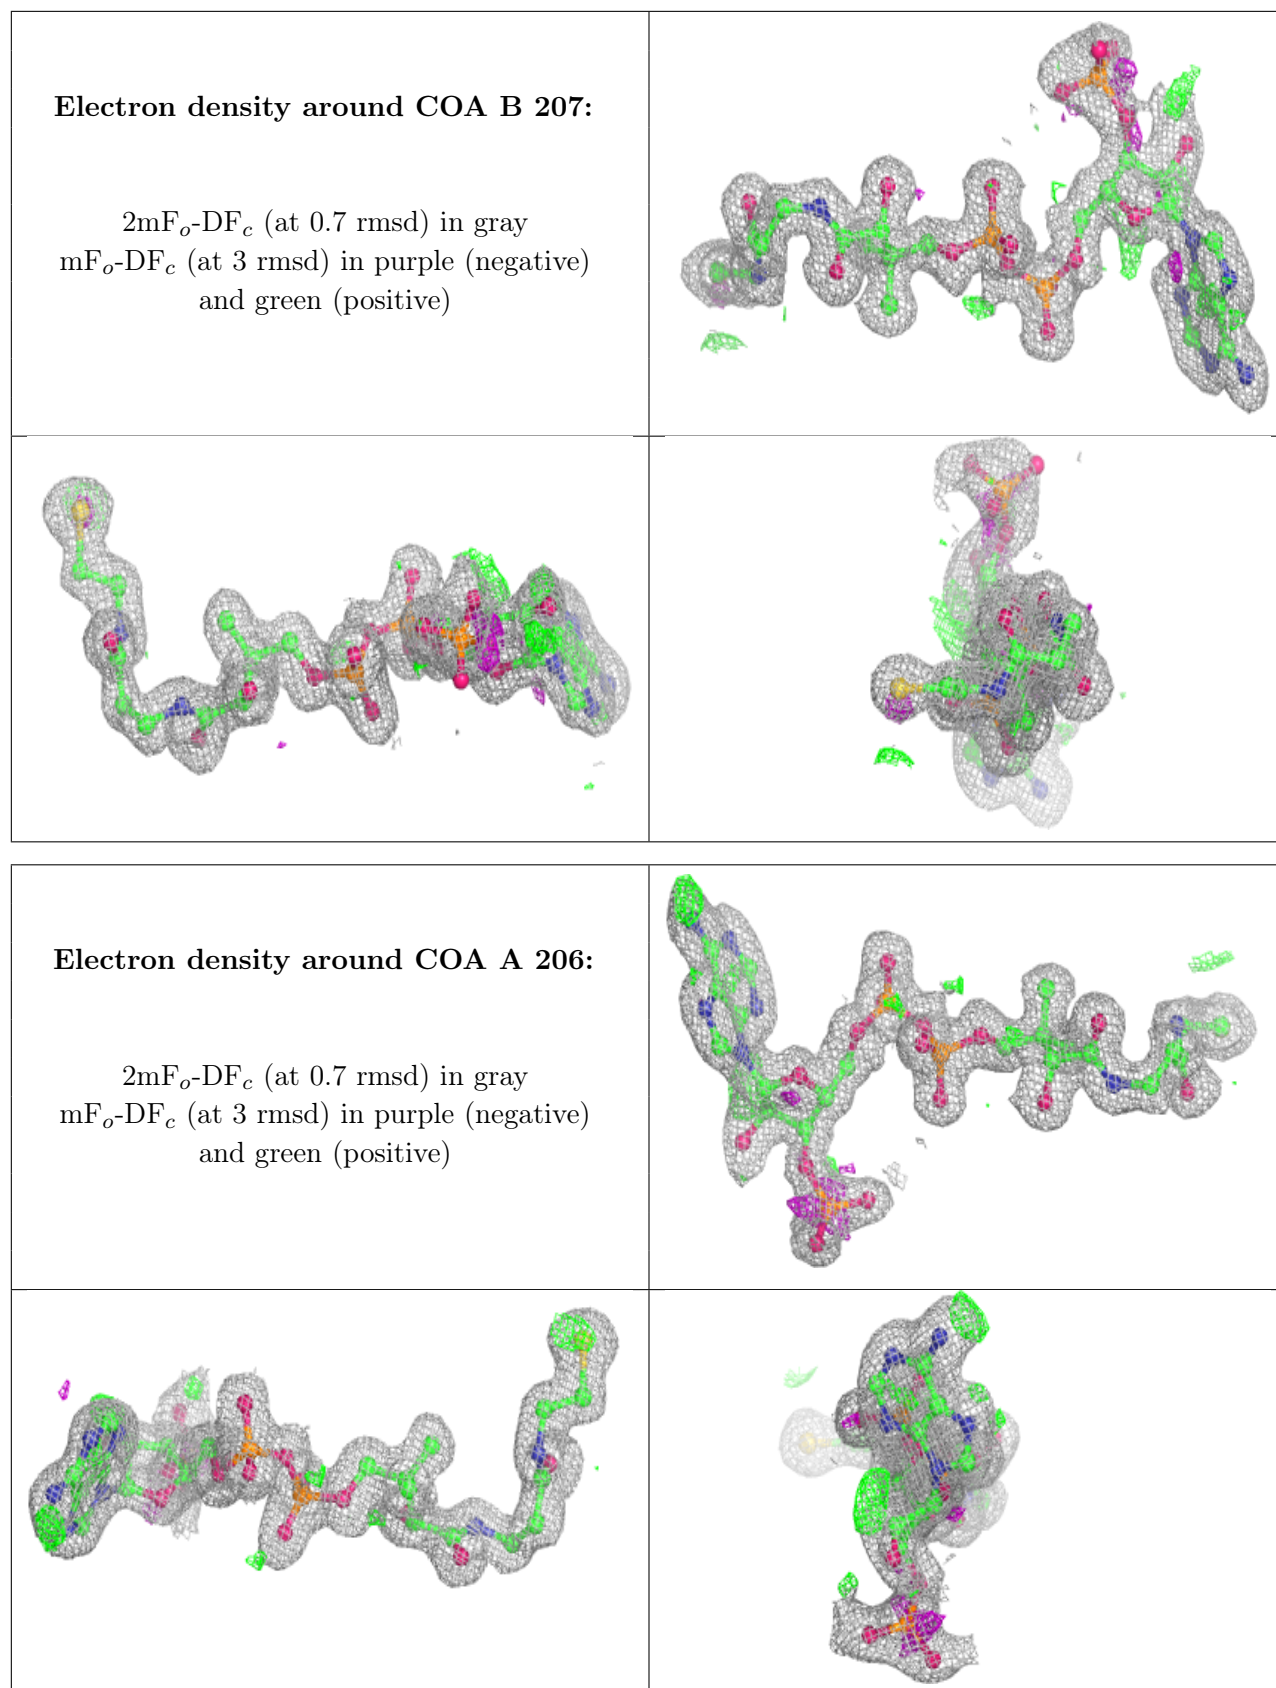 Electron density around COA B 207:
2mFₒ-DF𝒸 (at 0.7 rmsd) in gray
mFₒ-DF𝒸 (at 3 rmsd) in purple (negative)
and green (positive)
Electron density around COA A 206:
2mFₒ-DF𝒸 (at 0.7 rmsd) in gray
mFₒ-DF𝒸 (at 3 rmsd) in purple (negative)
and green (positive)